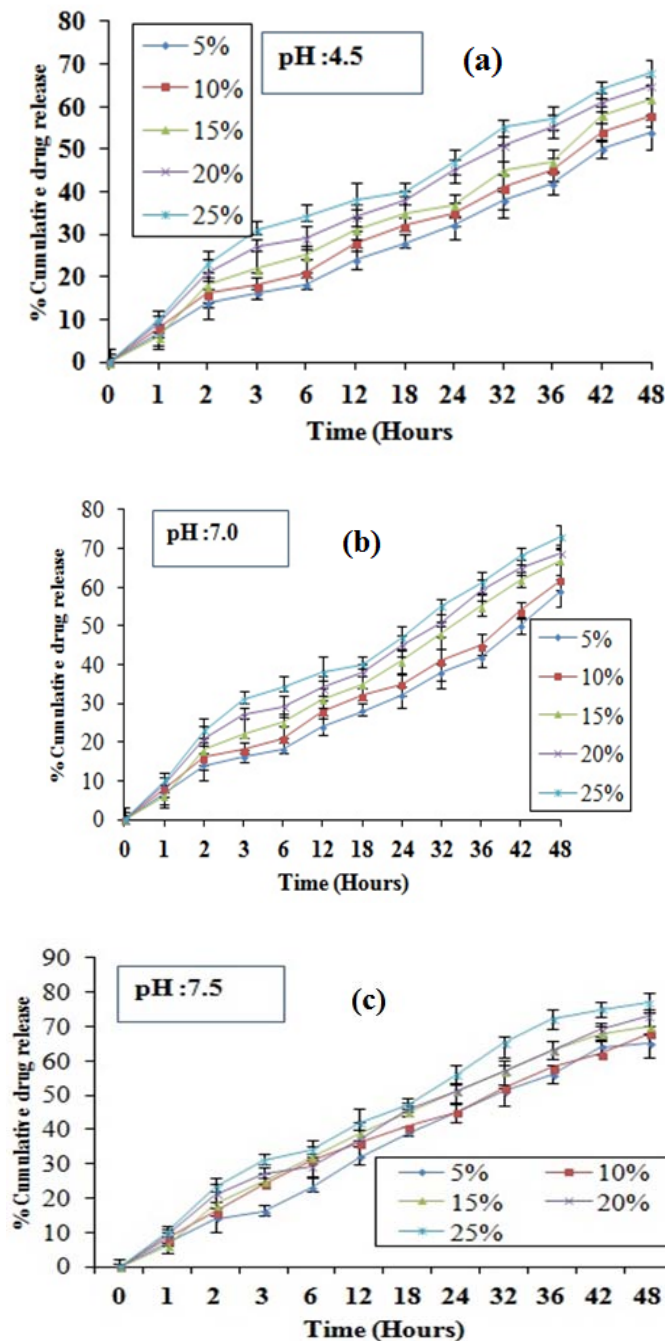 (a)
pH :4.5
5%
10%
15%
20%
25%
% Cumulative drug release
80
70
60
50
40
30
20
10
0
0 1 2 3 6 12 18 24 32 36 42 48
Time (Hours
(b)
pH :7.0
% Cumulative drug release
80
70
60
50
40
30
20
10
0
5%
10%
15%
20%
25%
0 1 2 3 6 12 18 24 32 36 42 48
Time (Hours)
(c)
pH :7.5
% Cumulative drug release
90
80
70
60
50
40
30
20
10
0
5% 10%
15% 20%
25%
0 1 2 3 6 12 18 24 32 36 42 48
Time (Hours)